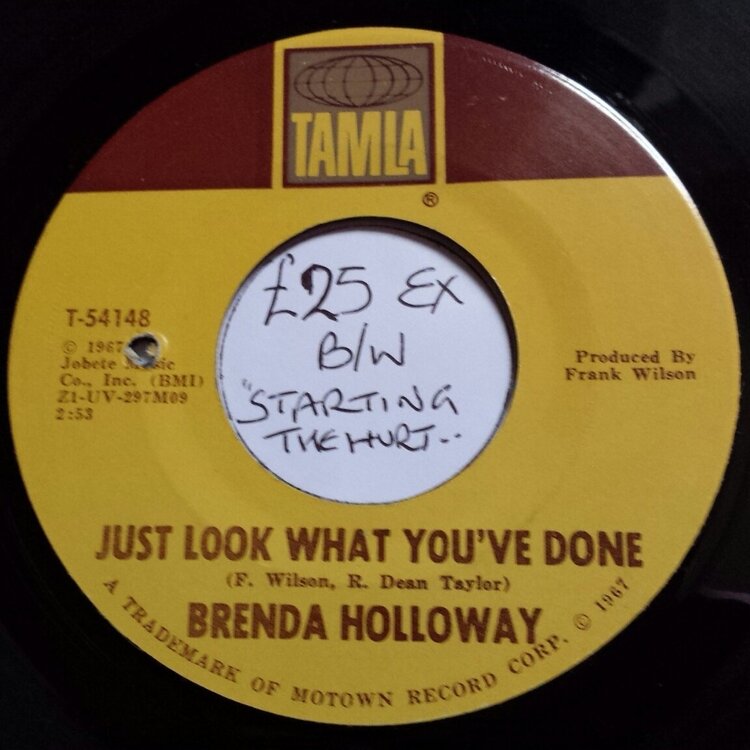 TAMLA
®
£25 EX
B/W
"STARTING
THE HURT..
T-54148
© 1967
Jobete Music
Co., Inc. (BMI)
Z1-UV-297M09
2:53
Produced By
Frank Wilson
JUST LOOK WHAT YOU'VE DONE
(F. Wilson, R. Dean Taylor)
BRENDA HOLLOWAY
A TRADEMARK OF MOTOWN RECORD CORP. © 1967